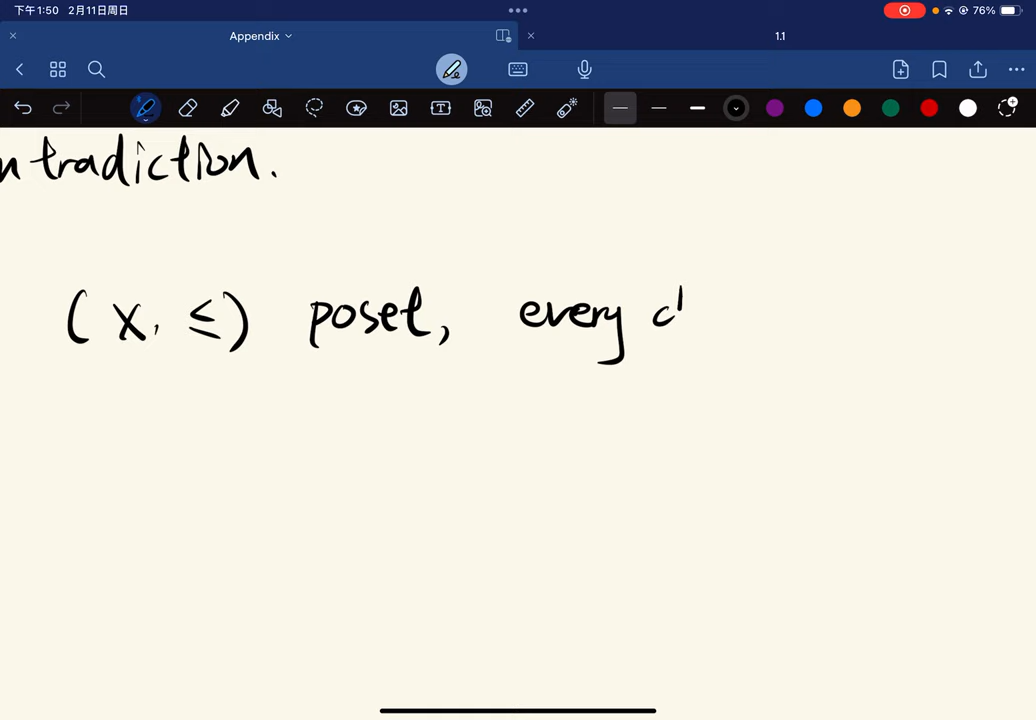 下午1:50 2月11日周日
76%
Appendix
1.1
ntradiction.
(X, ≤) poset, every